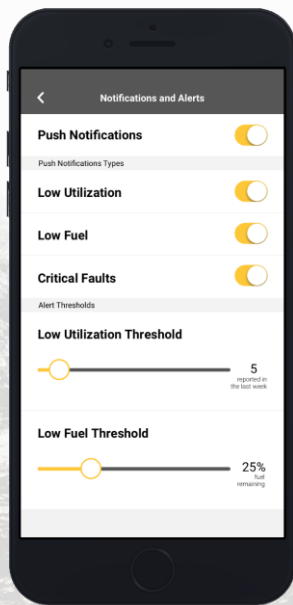 Notifications and Alerts
Push Notifications
Push Notifications Types
Low Utilization
Low Fuel
Critical Faults
Alert Thresholds
Low Utilization Threshold
5
reported in
the last week
Low Fuel Threshold
25%
fuel
remaining